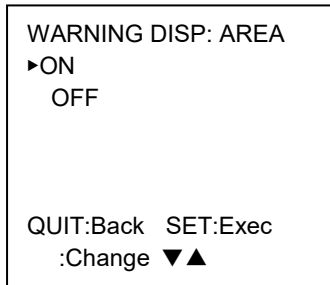 WARNING DISP: AREA
▶ON
OFF
QUIT:Back SET:Exec
:Change ▼▲